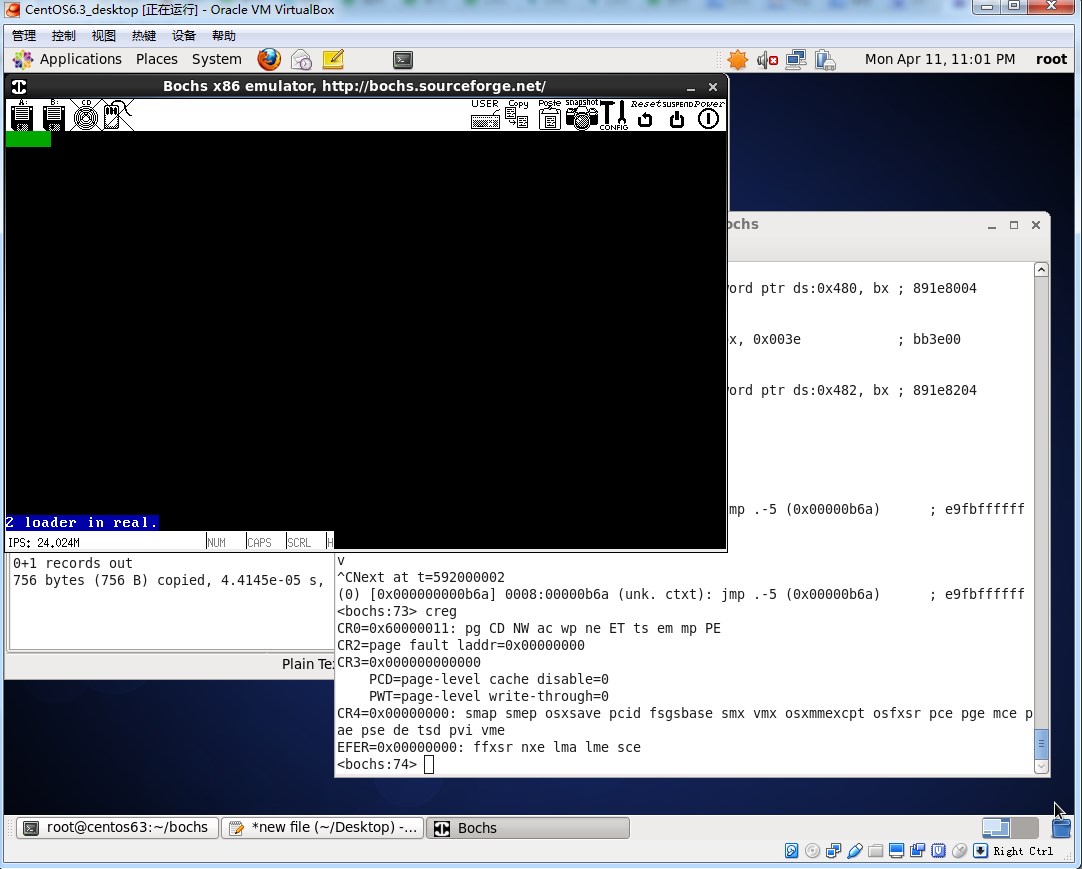 CentOS6.3_desktop [正在运行] - Oracle VM VirtualBox
管理 控制 视图 热键 设备 帮助
Applications Places System Mon Apr 11, 11:01 PM root
Bochs x86 emulator, http://bochs.sourceforge.net/
A: B: CD USER Copy Paste snapshot CONFIG Reset SUSPEND Power
ochs
ord ptr ds:0x480, bx ; 891e8004
x, 0x003e ; bb3e00
ord ptr ds:0x482, bx ; 891e8204
mp .-5 (0x00000b6a) ; e9fbffffff
2 loader in real.
IPS: 24.024M NUM CAPS SCRL H
0+1 records out
756 bytes (756 B) copied, 4.4145e-05 s,
Plain Te
v
^CNext at t=592000002
(0) [0x000000000b6a] 0008:00000b6a (unk. ctxt): jmp .-5 (0x00000b6a) ; e9fbffffff
<bochs:73> creg
CR0=0x60000011: pg CD NW ac wp ne ET ts em mp PE
CR2=page fault laddr=0x00000000
CR3=0x000000000000
PCD=page-level cache disable=0
PWT=page-level write-through=0
CR4=0x00000000: smap smep osxsave pcid fsgsbase smx vmx osxmmexcpt osfxsr pce pge mce p
ae pse de tsd pvi vme
EFER=0x00000000: ffxsr nxe lma lme sce
<bochs:74>
root@centos63:~/bochs *new file (~/Desktop) -... Bochs
Right Ctrl